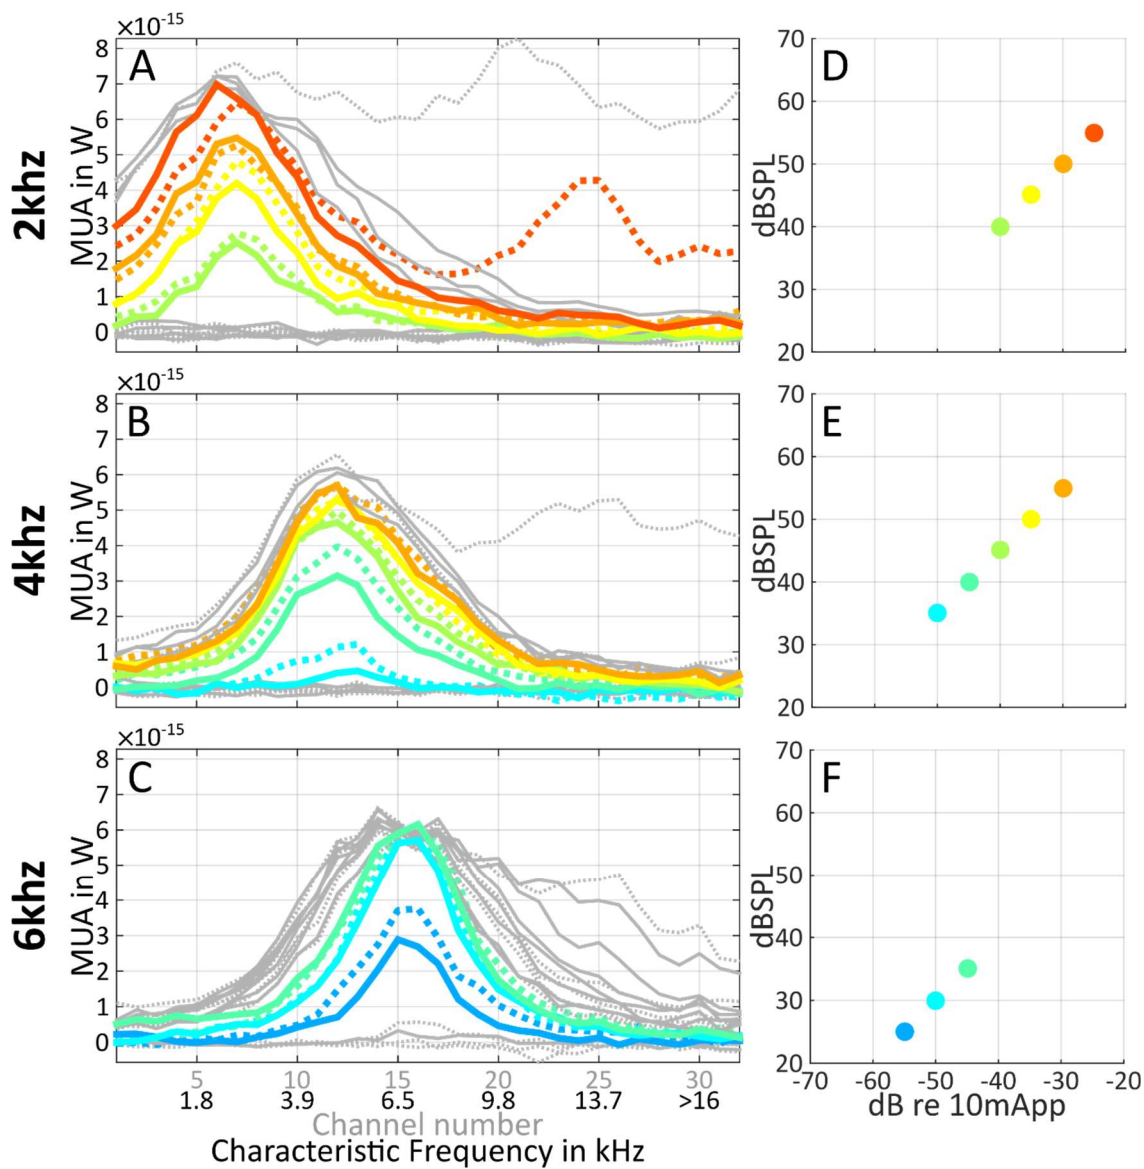 ×10-15
A
8
7
6
5
4
3
2
1
0
MUA in W
2khz
D
70
60
50
40
30
20
dBSPL
×10-15
B
8
7
6
5
4
3
2
1
0
MUA in W
4khz
E
70
60
50
40
30
20
dBSPL
×10-15
C
8
7
6
5
4
3
2
1
0
MUA in W
6khz
5 10 15 20 25 30
1.8 3.9 6.5 9.8 13.7 >16
Channel number
Characteristic Frequency in kHz
F
70
60
50
40
30
20
dBSPL
-70 -60 -50 -40 -30 -20
dB re 10mApp